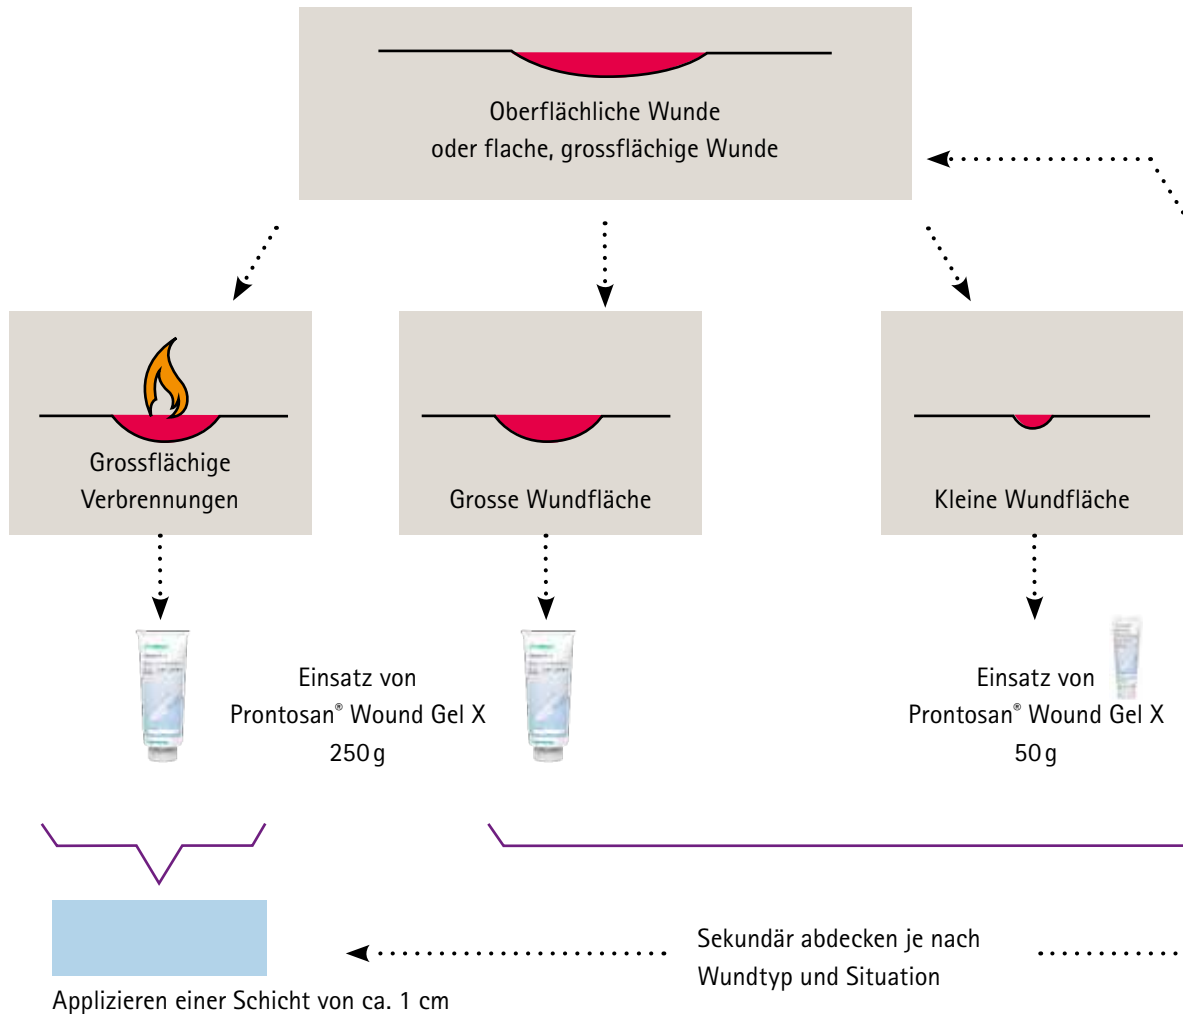 Oberflächliche Wunde
oder flache, grossflächige Wunde
Grossflächige
Verbrennungen
Grosse Wundfläche
Kleine Wundfläche
Einsatz von
Prontosan® Wound Gel X
250 g
Einsatz von
Prontosan® Wound Gel X
50 g
Sekundär abdecken je nach
Wundtyp und Situation
Applizieren einer Schicht von ca. 1 cm